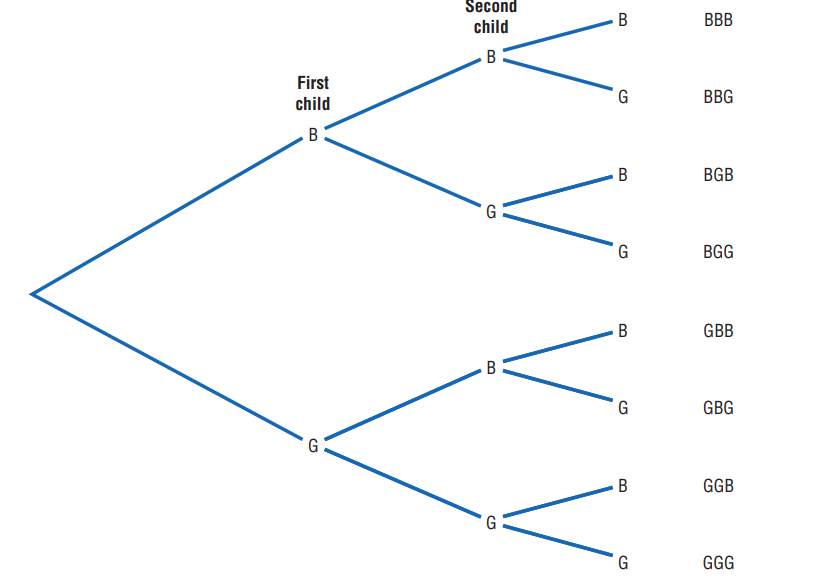 Second
child
B BBB
B
First
child
G BBG
B
B BGB
G
G BGG
B GBB
B
G GBG
G
B GGB
G
G GGG